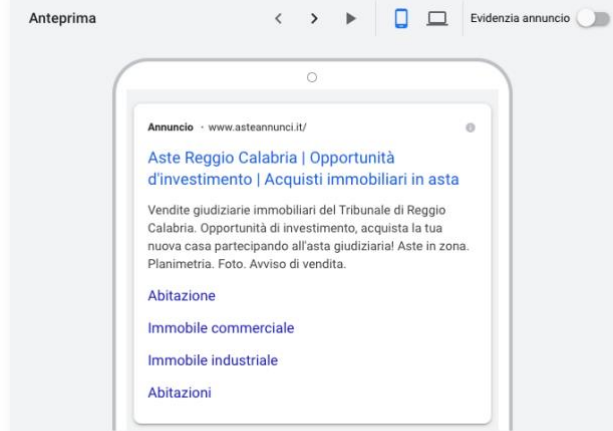 Anteprima
Evidenzia annuncio
Annuncio · www.asteannunci.it/
Aste Reggio Calabria | Opportunità
d'investimento | Acquisti immobiliari in asta
Vendite giudiziarie immobiliari del Tribunale di Reggio
Calabria. Opportunità di investimento, acquista la tua
nuova casa partecipando all'asta giudiziaria! Aste in zona.
Planimetria. Foto. Avviso di vendita.
Abitazione
Immobile commerciale
Immobile industriale
Abitazioni